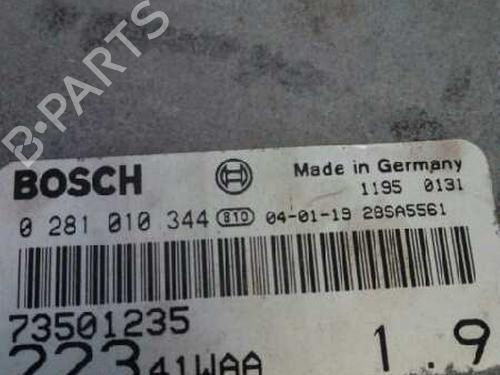 B-PARTS
BOSCH Made in Germany
1195 0131
0 281 010 344 810 04-01-19 28SA5561
73501235
223 41WAA 1.9